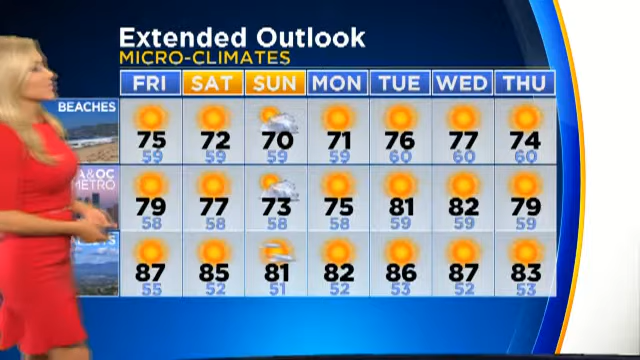 Extended Outlook
MICRO-CLIMATES
FRI SAT SUN MON TUE WED THU
BEACHES
75 72 70 71 76 77 74
59 59 59 59 60 60 60
A&OC
METRO
79 77 73 75 81 82 79
58 58 58 58 59 59 59
87 85 81 82 86 87 83
55 52 51 52 53 52 53